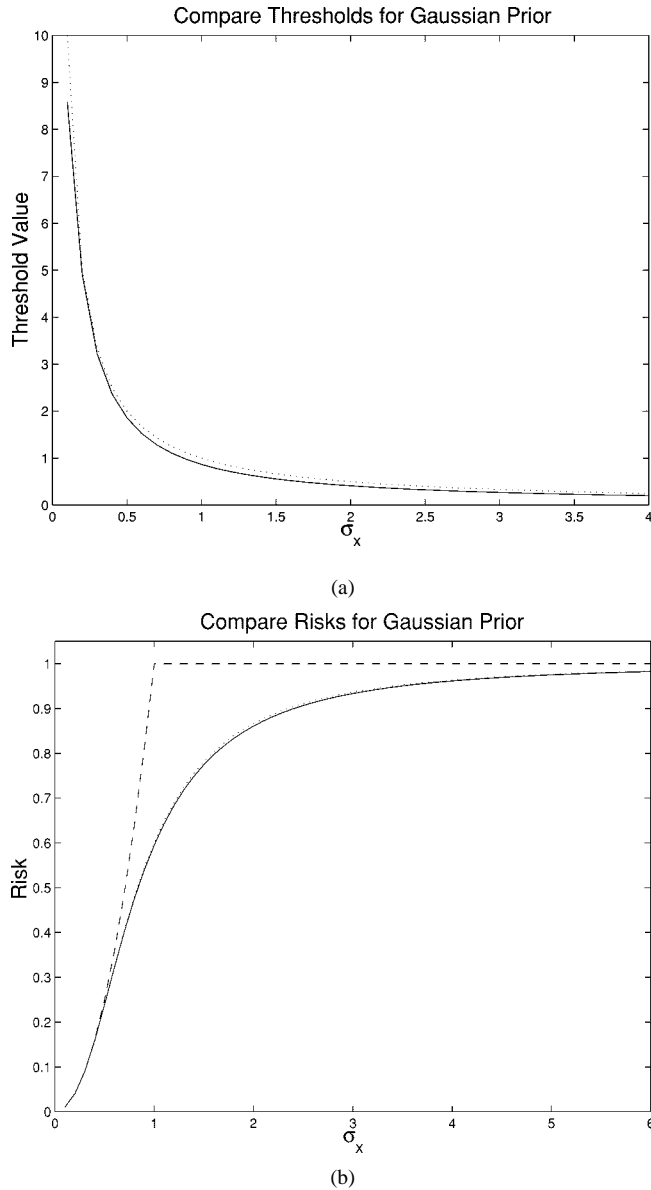 Compare Thresholds for Gaussian Prior
10
9
8
7
6
5
4
3
2
1
0
Threshold Value
0 0.5 1 1.5 2 2.5 3 3.5 4
σx
(a)
Compare Risks for Gaussian Prior
1
0.9
0.8
0.7
0.6
0.5
0.4
0.3
0.2
0.1
0
Risk
0 1 2 3 4 5 6
σx
(b)